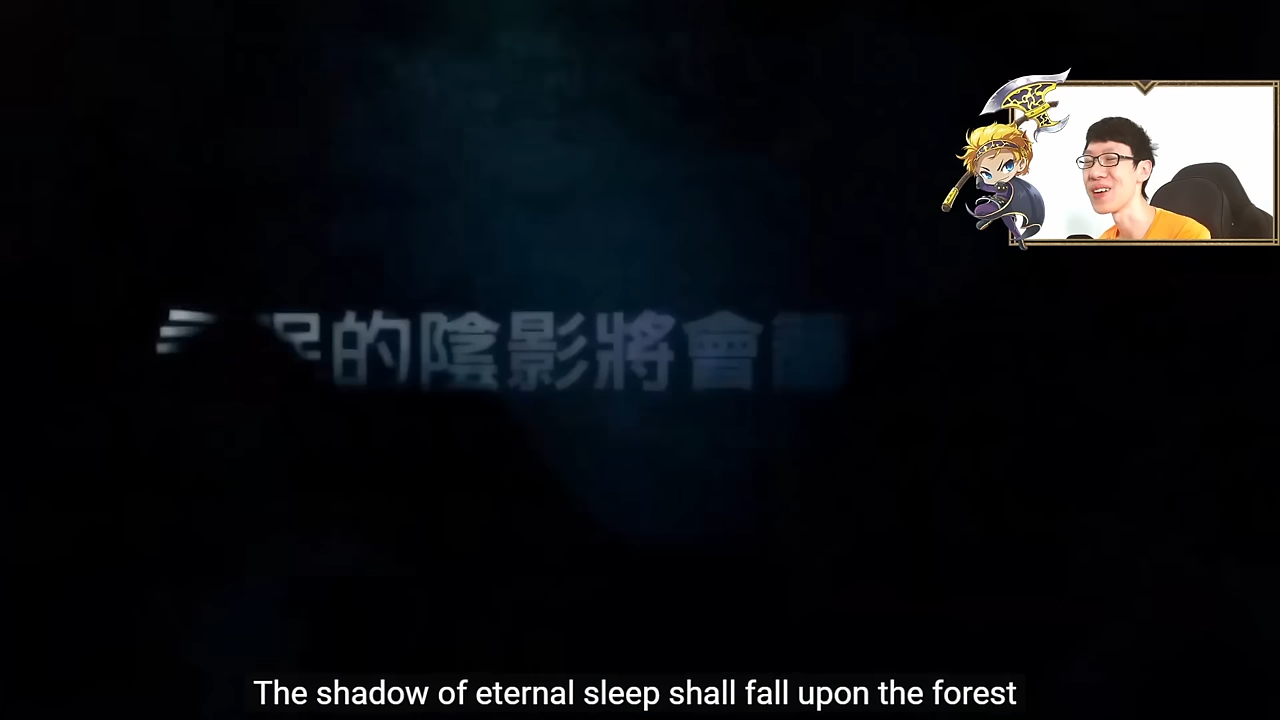 的陰影將會
The shadow of eternal sleep shall fall upon the forest